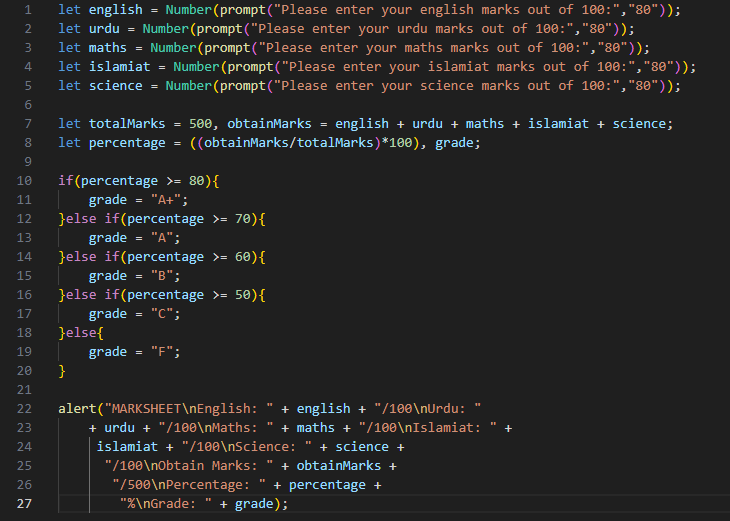 1 let english = Number(prompt("Please enter your english marks out of 100:","80"));
2 let urdu = Number(prompt("Please enter your urdu marks out of 100:","80"));
3 let maths = Number(prompt("Please enter your maths marks out of 100:","80"));
4 let islamiat = Number(prompt("Please enter your islamiat marks out of 100:","80"));
5 let science = Number(prompt("Please enter your science marks out of 100:","80"));
6
7 let totalMarks = 500, obtainMarks = english + urdu + maths + islamiat + science;
8 let percentage = ((obtainMarks/totalMarks)*100), grade;
9
10 if(percentage >= 80){
11     grade = "A+";
12 }else if(percentage >= 70){
13     grade = "A";
14 }else if(percentage >= 60){
15     grade = "B";
16 }else if(percentage >= 50){
17     grade = "C";
18 }else{
19     grade = "F";
20 }
21
22 alert("MARKSHEET\nEnglish: " + english + "/100\nUrdu: "
23     + urdu + "/100\nMaths: " + maths + "/100\nIslamiat: " +
24      islamiat + "/100\nScience: " + science +
25       "/100\nObtain Marks: " + obtainMarks +
26        "/500\nPercentage: " + percentage +
27         "%\nGrade: " + grade);